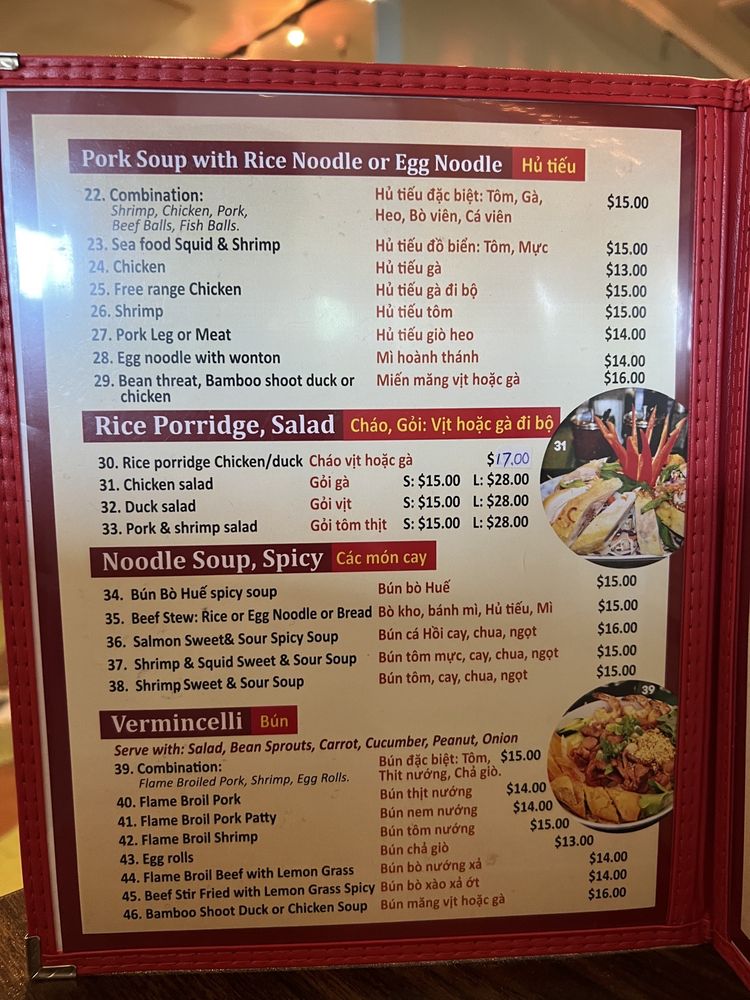 Pork Soup with Rice Noodle or Egg Noodle Hủ tiếu
22. Combination: Hủ tiếu đặc biệt: Tôm, Gà, $15.00
Shrimp, Chicken, Pork, Heo, Bò viên, Cá viên
Beef Balls, Fish Balls.
23. Sea food Squid & Shrimp Hủ tiếu đồ biển: Tôm, Mực $15.00
24. Chicken Hủ tiếu gà $13.00
25. Free range Chicken Hủ tiếu gà đi bộ $15.00
26. Shrimp Hủ tiếu tôm $15.00
27. Pork Leg or Meat Hủ tiếu giò heo $14.00
28. Egg noodle with wonton Mì hoành thánh $14.00
29. Bean threat, Bamboo shoot duck or Miến măng vịt hoặc gà $16.00
chicken
Rice Porridge, Salad Cháo, Gỏi: Vịt hoặc gà đi bộ
30. Rice porridge Chicken/duck Cháo vịt hoặc gà $17.00
31. Chicken salad Gỏi gà S: $15.00 L: $28.00
32. Duck salad Gỏi vịt S: $15.00 L: $28.00
33. Pork & shrimp salad Gỏi tôm thịt S: $15.00 L: $28.00
31
Noodle Soup, Spicy Các món cay
34. Bún Bò Huế spicy soup Bún bò Huế $15.00
35. Beef Stew: Rice or Egg Noodle or Bread Bò kho, bánh mì, Hủ tiếu, Mì $15.00
36. Salmon Sweet& Sour Spicy Soup Bún cá Hồi cay, chua, ngọt $16.00
37. Shrimp & Squid Sweet & Sour Soup Bún tôm mực, cay, chua, ngọt $15.00
38. Shrimp Sweet & Sour Soup Bún tôm, cay, chua, ngọt $15.00
Vermincelli Bún
Serve with: Salad, Bean Sprouts, Carrot, Cucumber, Peanut, Onion
39. Combination: Bún đặc biệt: Tôm, $15.00
Flame Broiled Pork, Shrimp, Egg Rolls. Thit nướng, Chả giò.
40. Flame Broil Pork Bún thịt nướng $14.00
41. Flame Broil Pork Patty Bún nem nướng $14.00
42. Flame Broil Shrimp Bún tôm nướng $15.00
43. Egg rolls Bún chả giò $13.00
44. Flame Broil Beef with Lemon Grass Bún bò nướng xả $14.00
45. Beef Stir Fried with Lemon Grass Spicy Bún bò xào xả ớt $14.00
46. Bamboo Shoot Duck or Chicken Soup Bún măng vịt hoặc gà $16.00
39